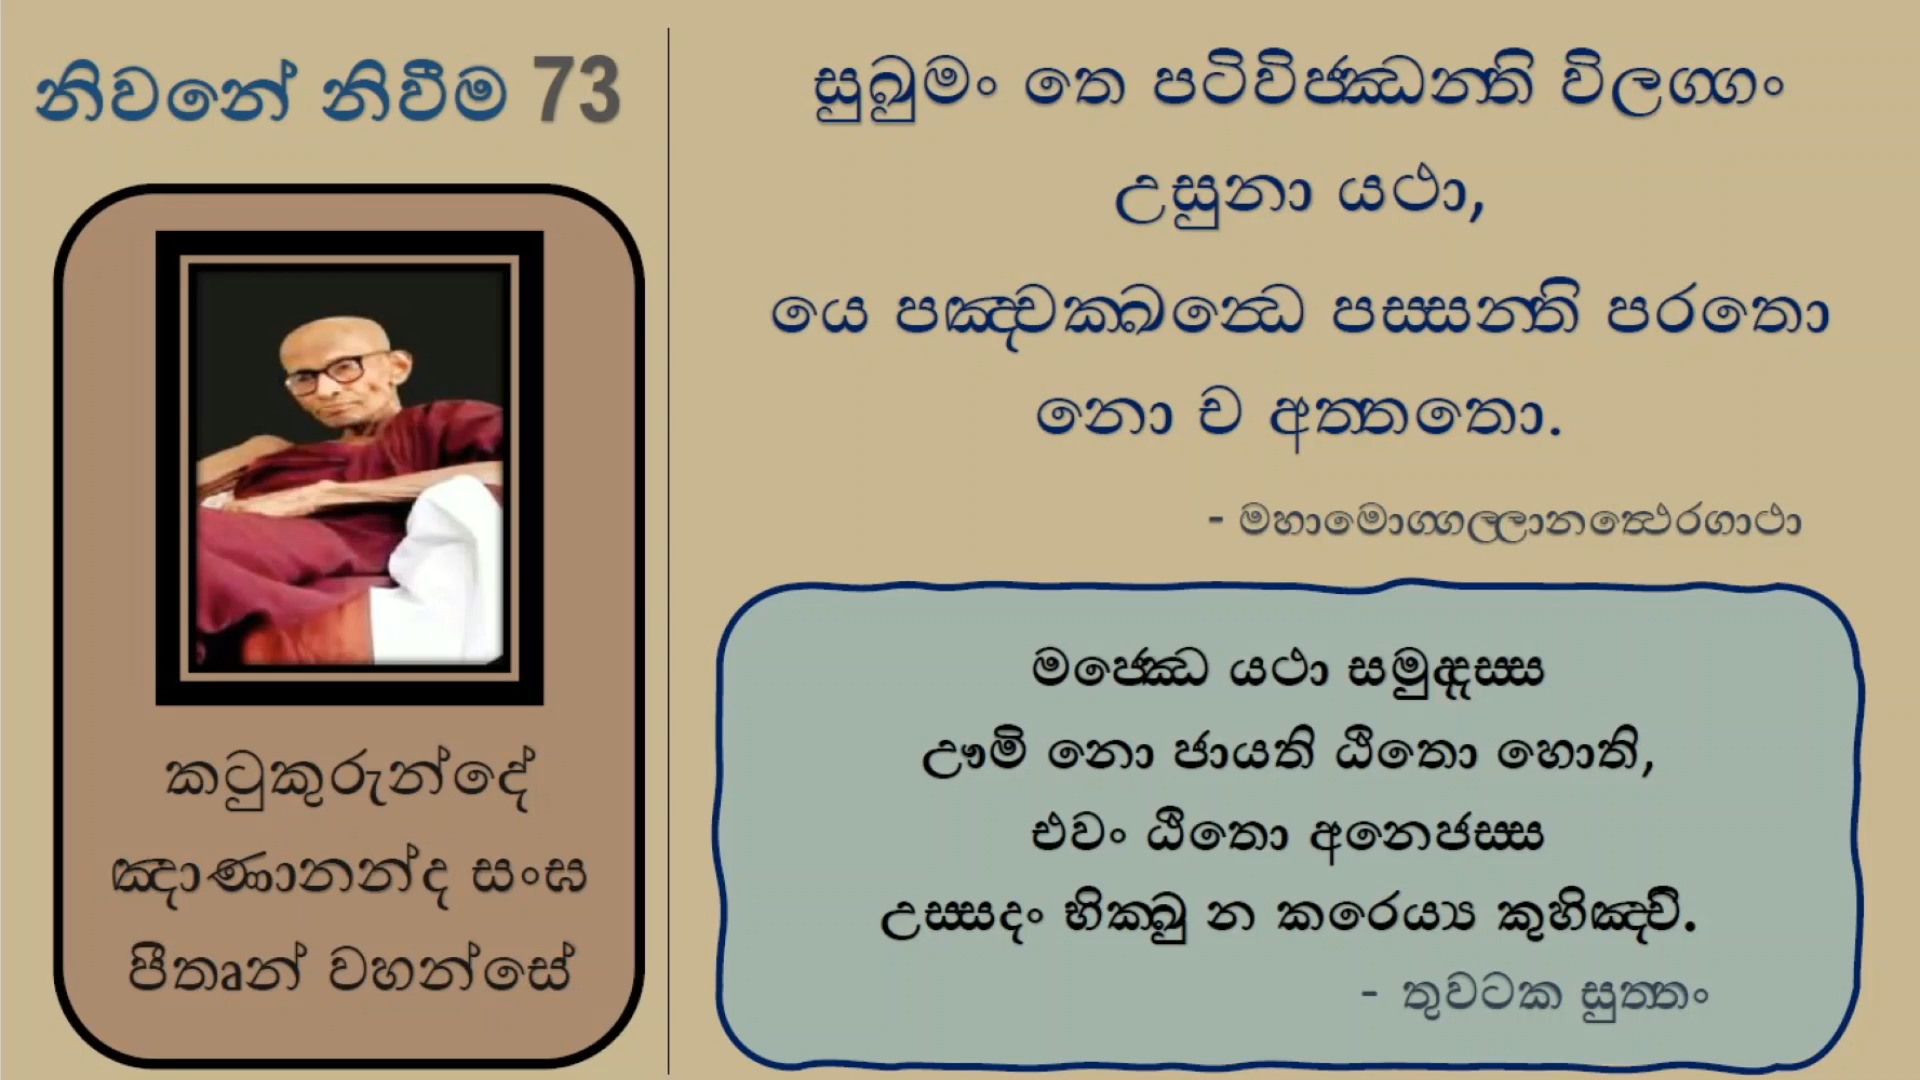 නිවනේ නිවීම 73
කටුකුරුන්දේ
ඤාණානන්ද සංඝ
පීතෘන් වහන්සේ
සුඛුමං තෙ පටිවිජ‍්ඣන‍්ති විලග‍්ගං
උසුනා යථා,
යෙ පඤ‍්චක‍්ඛන්‍ධෙ පස‍්සන‍්ති පරතො
නො ච අත‍්තතො.
- මහාමොග‍්ගල‍්ලානත්‍ථෙරගාථා
මජ‍්ඣෙ යථා සමුද‍්දස‍්ස
ඌමි නො ජායති ඨිතො හොති,
එවං ඨිතො අනෙජස‍්ස
උස‍්සදං භික‍්ඛු න කරෙය්‍ය කුහිඤ‍්චි.
- තුවටක සුත‍්තං